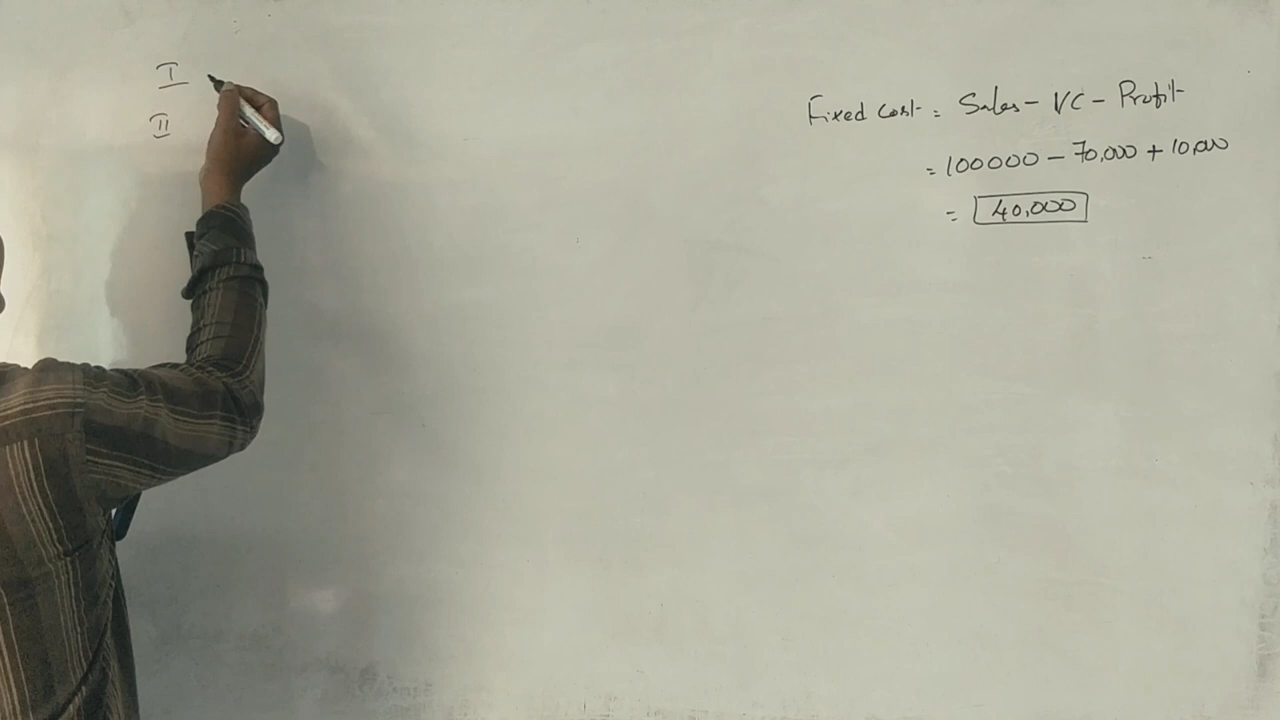 I
II
Fixed Cost = Sales - VC - Profit
= 100000 - 70,000 + 10,000
= 40,000